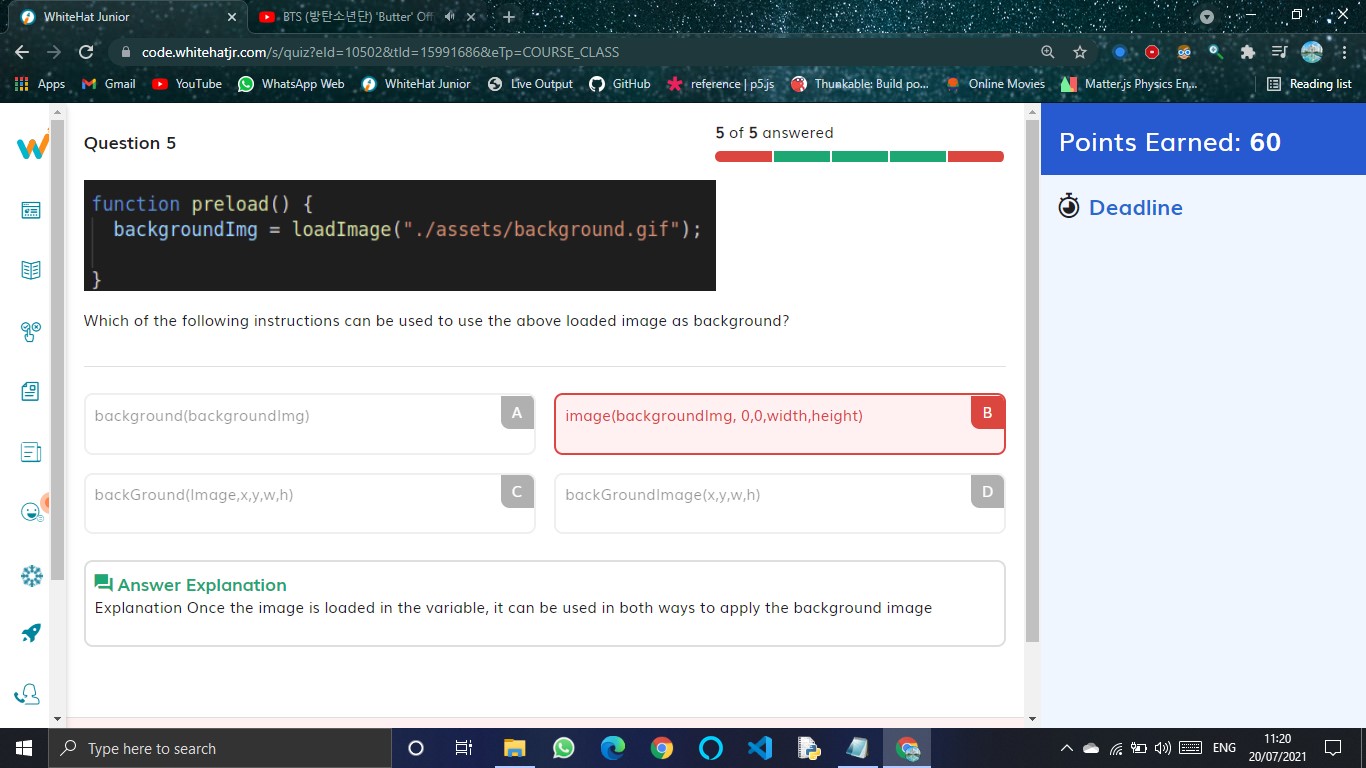 WhiteHat Junior
BTS (방탄소년단) 'Butter' Off
code.whitehatjr.com/s/quiz?eId=10502&tId=15991686&eTp=COURSE_CLASS
Apps Gmail YouTube WhatsApp Web WhiteHat Junior Live Output GitHub reference | p5.js Thunkable: Build po... Online Movies Matter.js Physics En... Reading list
Question 5
5 of 5 answered
Points Earned: 60
Deadline
function preload() {
backgroundImg = loadImage("./assets/background.gif");
}
Which of the following instructions can be used to use the above loaded image as background?
background(backgroundImg) A
image(backgroundImg, 0,0,width,height) B
backGround(Image,x,y,w,h) C
backGroundImage(x,y,w,h) D
Answer Explanation
Explanation Once the image is loaded in the variable, it can be used in both ways to apply the background image
Type here to search
ENG
11:20
20/07/2021